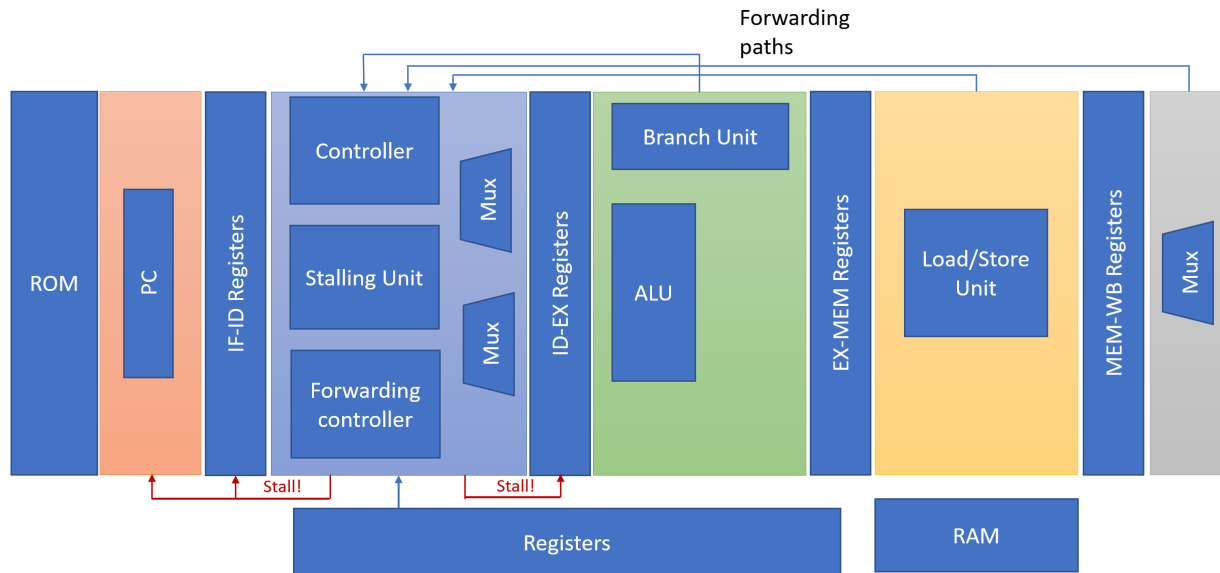 Forwarding
paths
ROM
PC
IF-ID Registers
Controller
Stalling Unit
Forwarding
controller
Mux
Mux
ID-EX Registers
Branch Unit
ALU
EX-MEM Registers
Load/Store
Unit
MEM-WB Registers
Mux
Stall!
Stall!
Registers
RAM